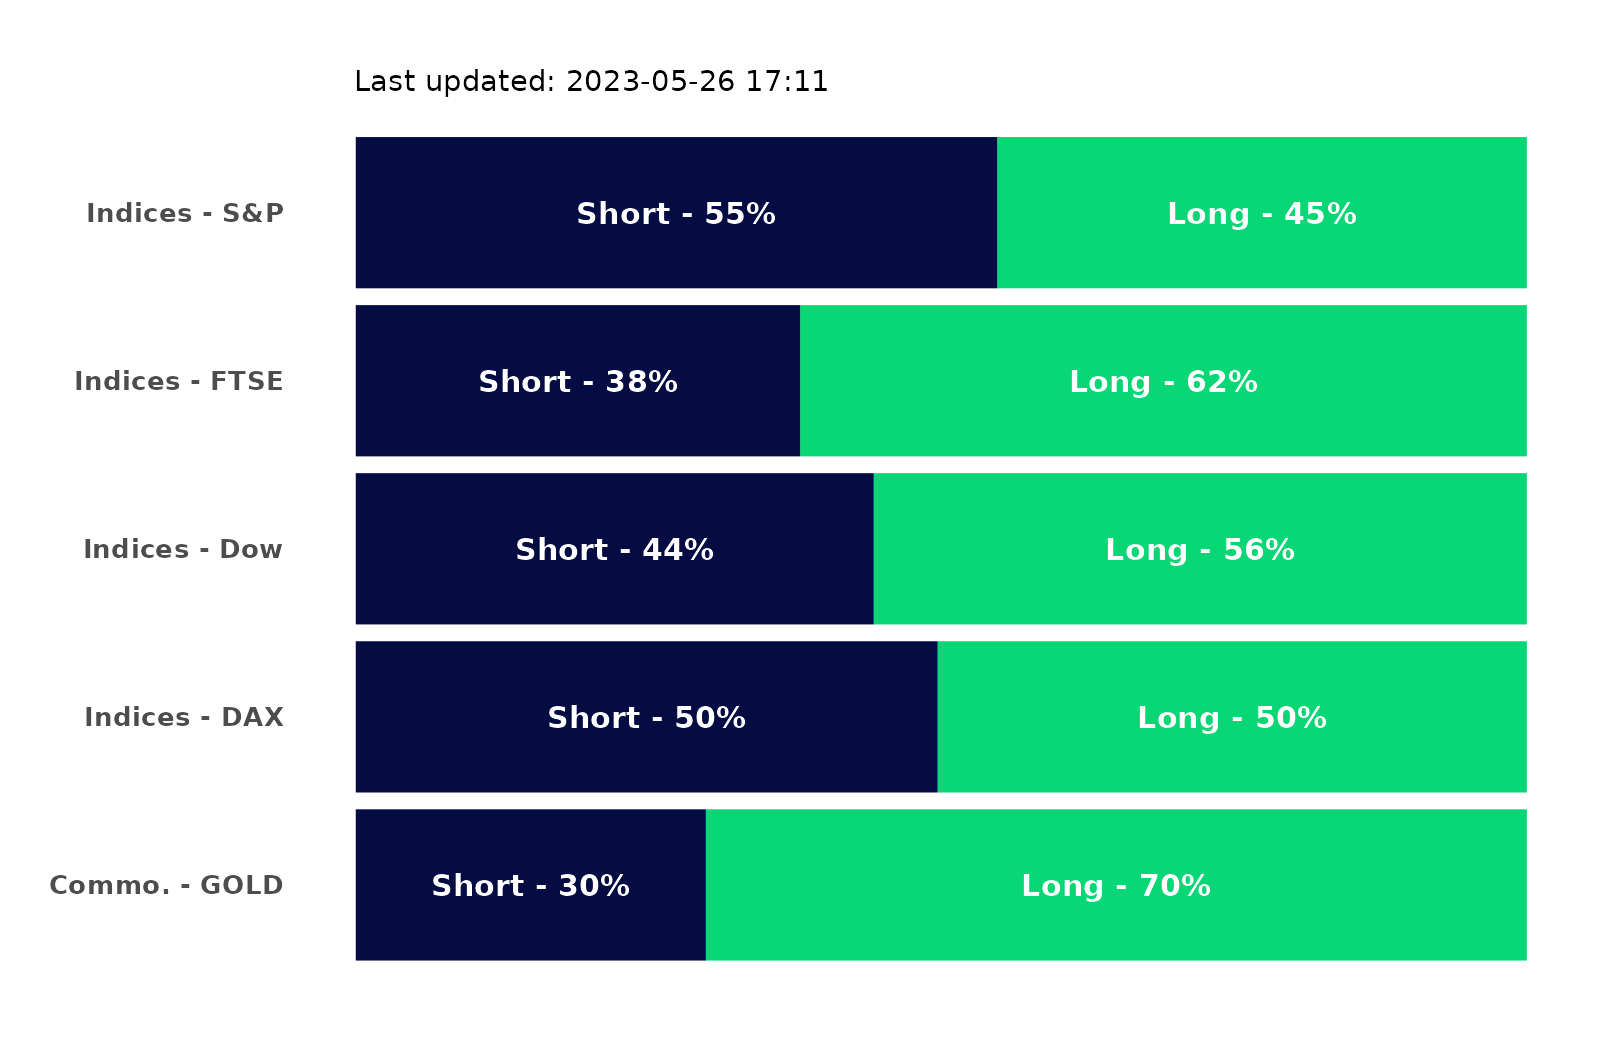 Last updated: 2023-05-26 17:11
Indices - S&P
Short - 55%
Long - 45%
Indices - FTSE
Short - 38%
Long - 62%
Indices - Dow
Short - 44%
Long - 56%
Indices - DAX
Short - 50%
Long - 50%
Commo. - GOLD
Short - 30%
Long - 70%